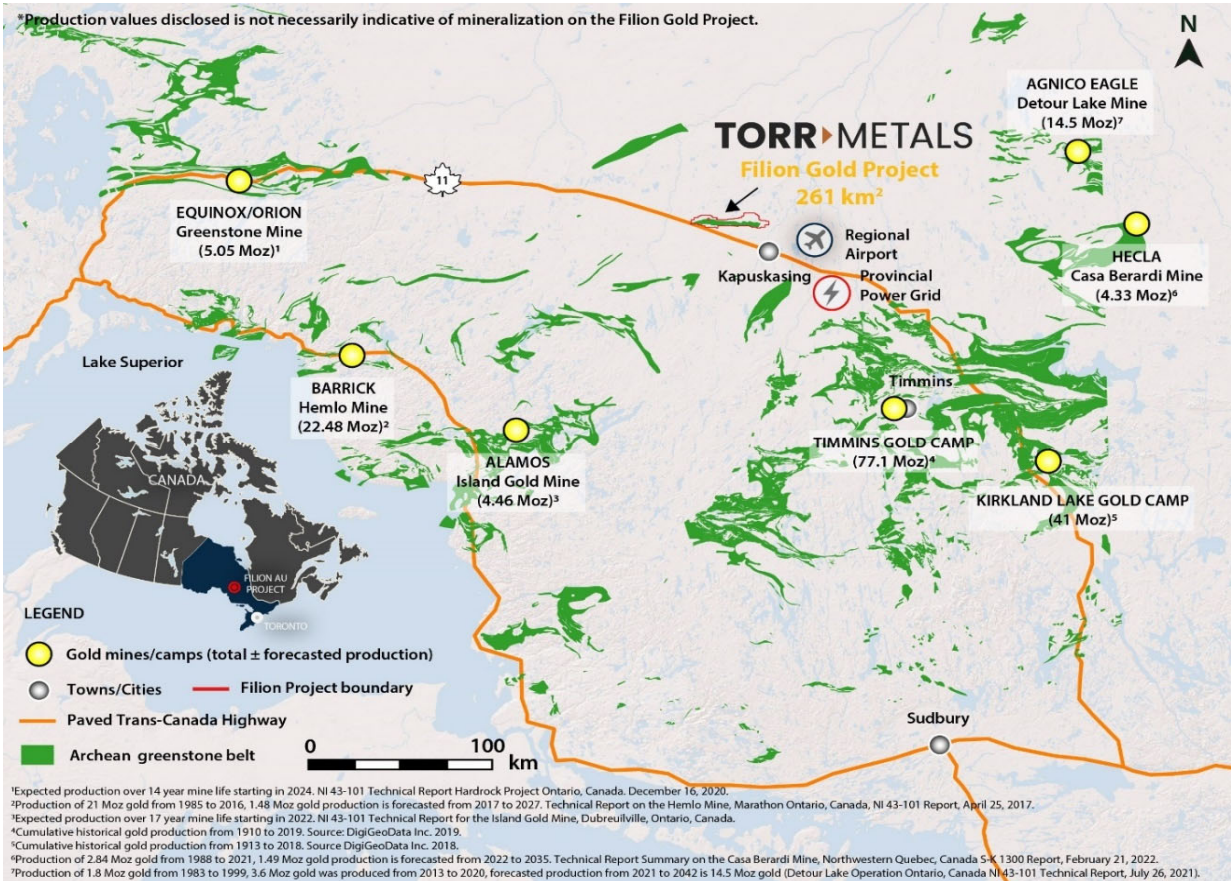 *Production values disclosed is not necessarily indicative of mineralization on the Filion Gold Project.
N
AGNICO EAGLE
Detour Lake Mine
(14.5 Moz)⁷
TORR METALS
Filion Gold Project
261 km²
11
EQUINOX/ORION
Greenstone Mine
(5.05 Moz)¹
Regional
Airport
Kapuskasing
Provincial
Power Grid
HECLA
Casa Berardi Mine
(4.33 Moz)⁶
Lake Superior
BARRICK
Hemlo Mine
(22.48 Moz)²
Timmins
TIMMINS GOLD CAMP
(77.1 Moz)⁴
ALAMOS
Island Gold Mine
(4.46 Moz)³
KIRKLAND LAKE GOLD CAMP
(41 Moz)⁵
CANADA
FILION AU
PROJECT
TORONTO
LEGEND
Gold mines/camps (total ± forecasted production)
Towns/Cities
Filion Project boundary
Paved Trans-Canada Highway
Archean greenstone belt
0
100
km
Sudbury
¹Expected production over 14 year mine life starting in 2024. NI 43-101 Technical Report Hardrock Project Ontario, Canada. December 16, 2020.
²Production of 21 Moz gold from 1985 to 2016, 1.48 Moz gold production is forecasted from 2017 to 2027. Technical Report on the Hemlo Mine, Marathon Ontario, Canada, NI 43-101 Report, April 25, 2017.
³Expected production over 17 year mine life starting in 2022. NI 43-101 Technical Report for the Island Gold Mine, Dubreuilville, Ontario, Canada.
⁴Cumulative historical gold production from 1910 to 2019. Source: DigiGeoData Inc. 2019.
⁵Cumulative historical gold production from 1913 to 2018. Source DigiGeoData Inc. 2018.
⁶Production of 2.84 Moz gold from 1988 to 2021, 1.49 Moz gold production is forecasted from 2022 to 2035. Technical Report Summary on the Casa Berardi Mine, Northwestern Quebec, Canada S-K 1300 Report, February 21, 2022.
⁷Production of 1.8 Moz gold from 1983 to 1999, 3.6 Moz gold was produced from 2013 to 2020, forecasted production from 2021 to 2042 is 14.5 Moz gold (Detour Lake Operation Ontario, Canada NI 43-101 Technical Report, July 26, 2021).